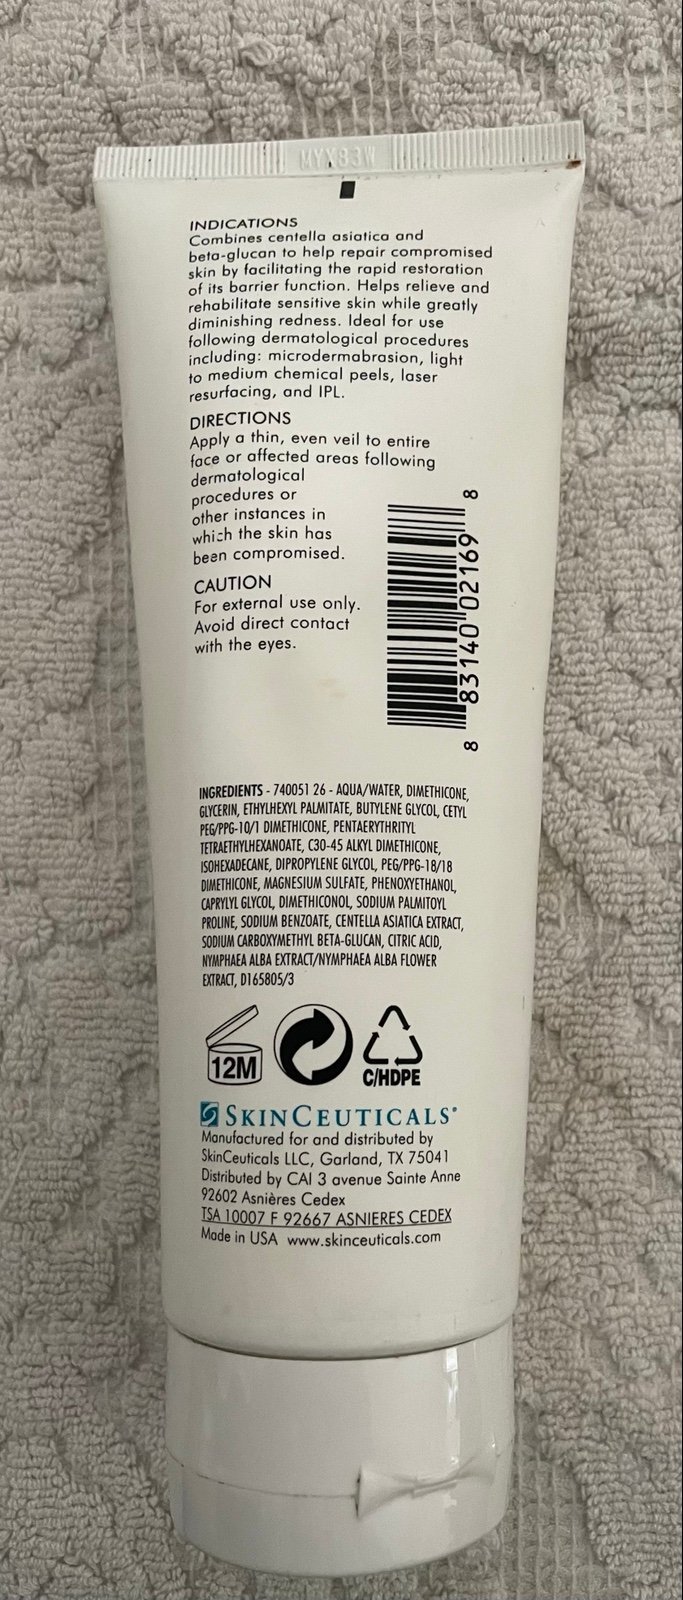 MYX83W
INDICATIONS
Combines centella asiatica and
beta-glucan to help repair compromised
skin by facilitating the rapid restoration
of its barrier function. Helps relieve and
rehabilitate sensitive skin while greatly
diminishing redness. Ideal for use
following dermatological procedures
including: microdermabrasion, light
to medium chemical peels, laser
resurfacing, and IPL.
DIRECTIONS
Apply a thin, even veil to entire
face or affected areas following
dermatological
procedures or
other instances in
which the skin has
been compromised.
CAUTION
For external use only.
Avoid direct contact
with the eyes.
8 83140 02169 8
INGREDIENTS - 740051 26 - AQUA/WATER, DIMETHICONE,
GLYCERIN, ETHYLHEXYL PALMITATE, BUTYLENE GLYCOL, CETYL
PEG/PPG-10/1 DIMETHICONE, PENTAERYTHRITYL
TETRAETHYLHEXANOATE, C30-45 ALKYL DIMETHICONE,
ISOHEXADECANE, DIPROPYLENE GLYCOL, PEG/PPG-18/18
DIMETHICONE, MAGNESIUM SULFATE, PHENOXYETHANOL,
CAPRYLYL GLYCOL, DIMETHICONOL, SODIUM PALMITOYL
PROLINE, SODIUM BENZOATE, CENTELLA ASIATICA EXTRACT,
SODIUM CARBOXYMETHYL BETA-GLUCAN, CITRIC ACID,
NYMPHAEA ALBA EXTRACT/NYMPHAEA ALBA FLOWER
EXTRACT, D165805/3
12M
C/HDPE
SKINCEUTICALS®
Manufactured for and distributed by
SkinCeuticals LLC, Garland, TX 75041
Distributed by CAI 3 avenue Sainte Anne
92602 Asnières Cedex
TSA 10007 F 92667 ASNIERES CEDEX
Made in USA www.skinceuticals.com